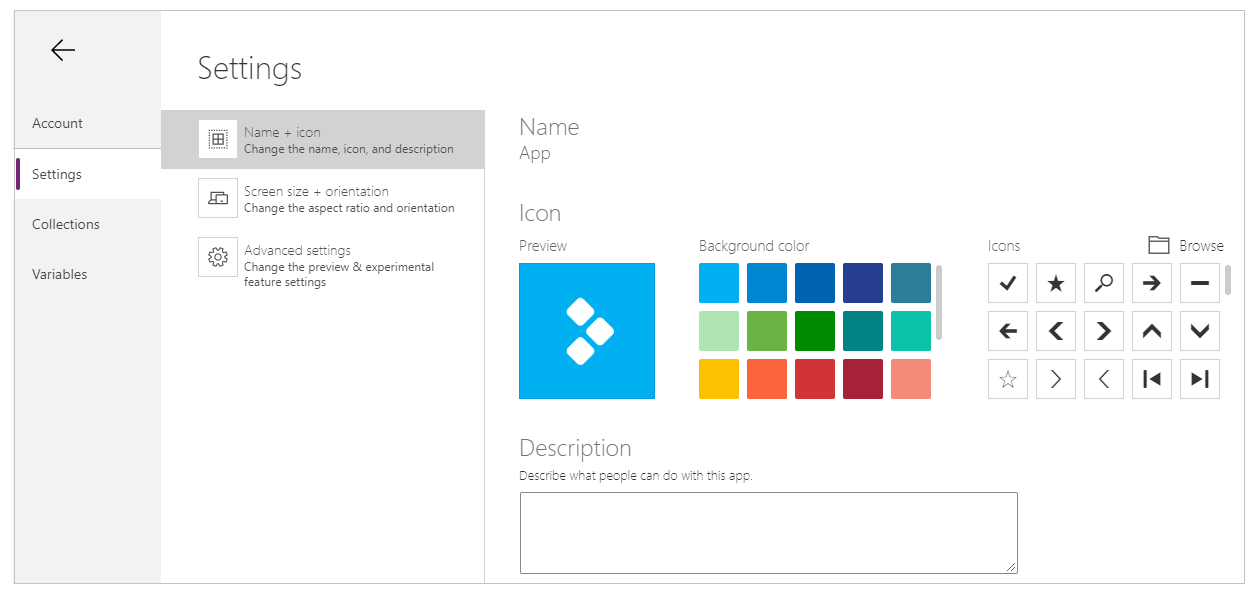 Settings
Account
Settings
Collections
Variables
Name + icon
Change the name, icon, and description
Screen size + orientation
Change the aspect ratio and orientation
Advanced settings
Change the preview & experimental
feature settings
Name
App
Icon
Preview
Background color
Icons
Browse
Description
Describe what people can do with this app.